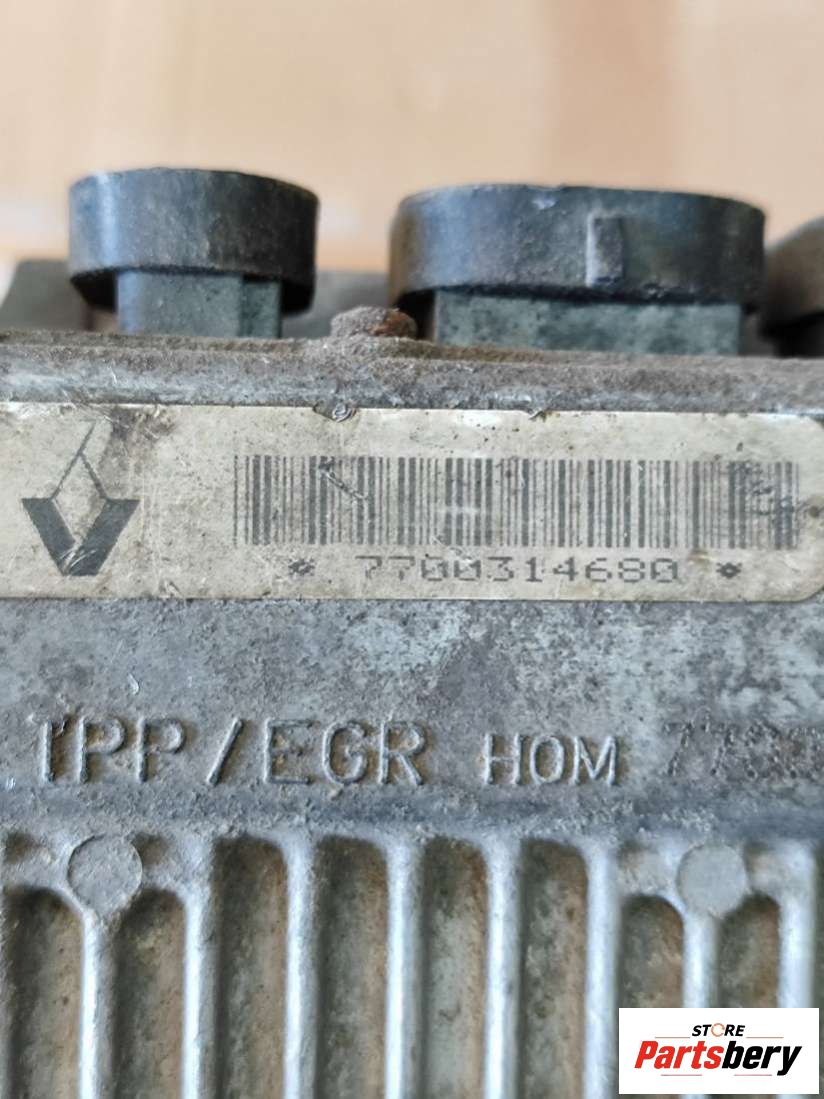 * 7700314680 *
TPP/EGR HOM
STORE
Partsbery